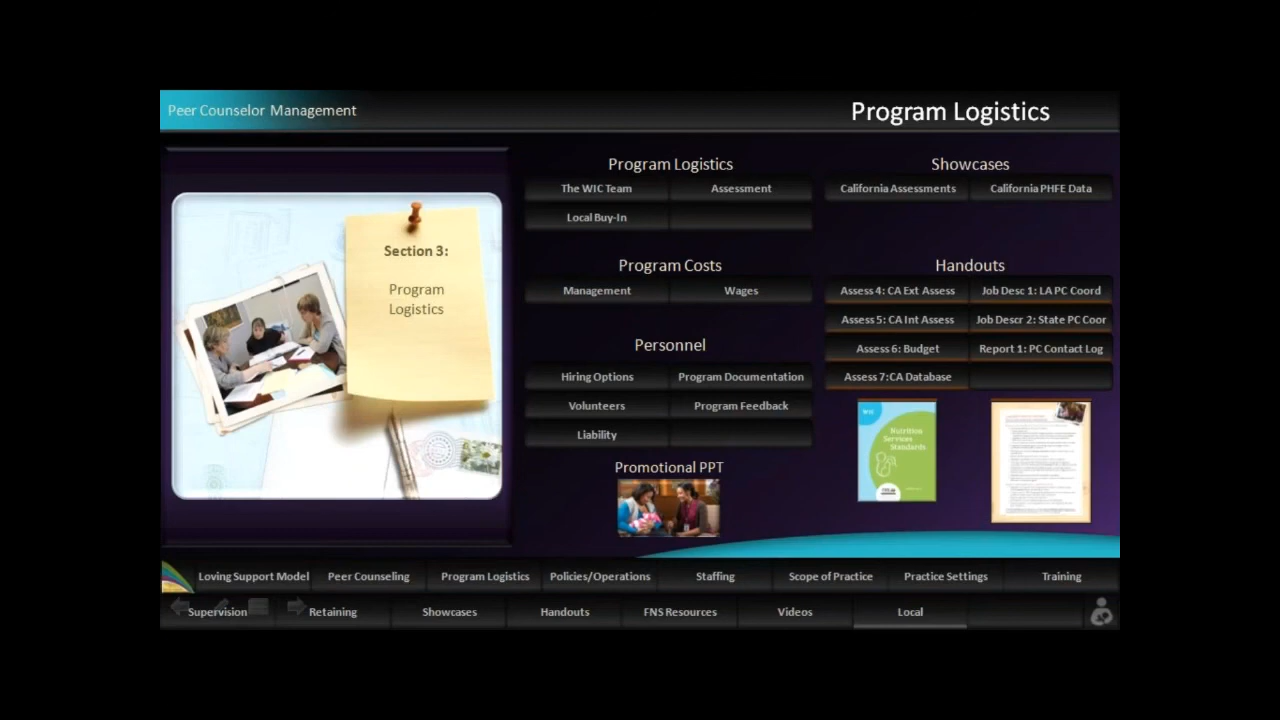 Peer Counselor Management
Program Logistics
Section 3:
Program
Logistics
Program Logistics
The WIC Team
Assessment
Local Buy-In
Program Costs
Management
Wages
Personnel
Hiring Options
Program Documentation
Volunteers
Program Feedback
Liability
Promotional PPT
Showcases
California Assessments
California PHFE Data
Handouts
Assess 4: CA Ext Assess
Job Desc 1: LA PC Coord
Assess 5: CA Int Assess
Job Descr 2: State PC Coor
Assess 6: Budget
Report 1: PC Contact Log
Assess 7:CA Database
WIC
Nutrition
Services
Standards
Loving Support Model
Peer Counseling
Program Logistics
Policies/Operations
Staffing
Scope of Practice
Practice Settings
Training
Supervision
Retaining
Showcases
Handouts
FNS Resources
Videos
Local